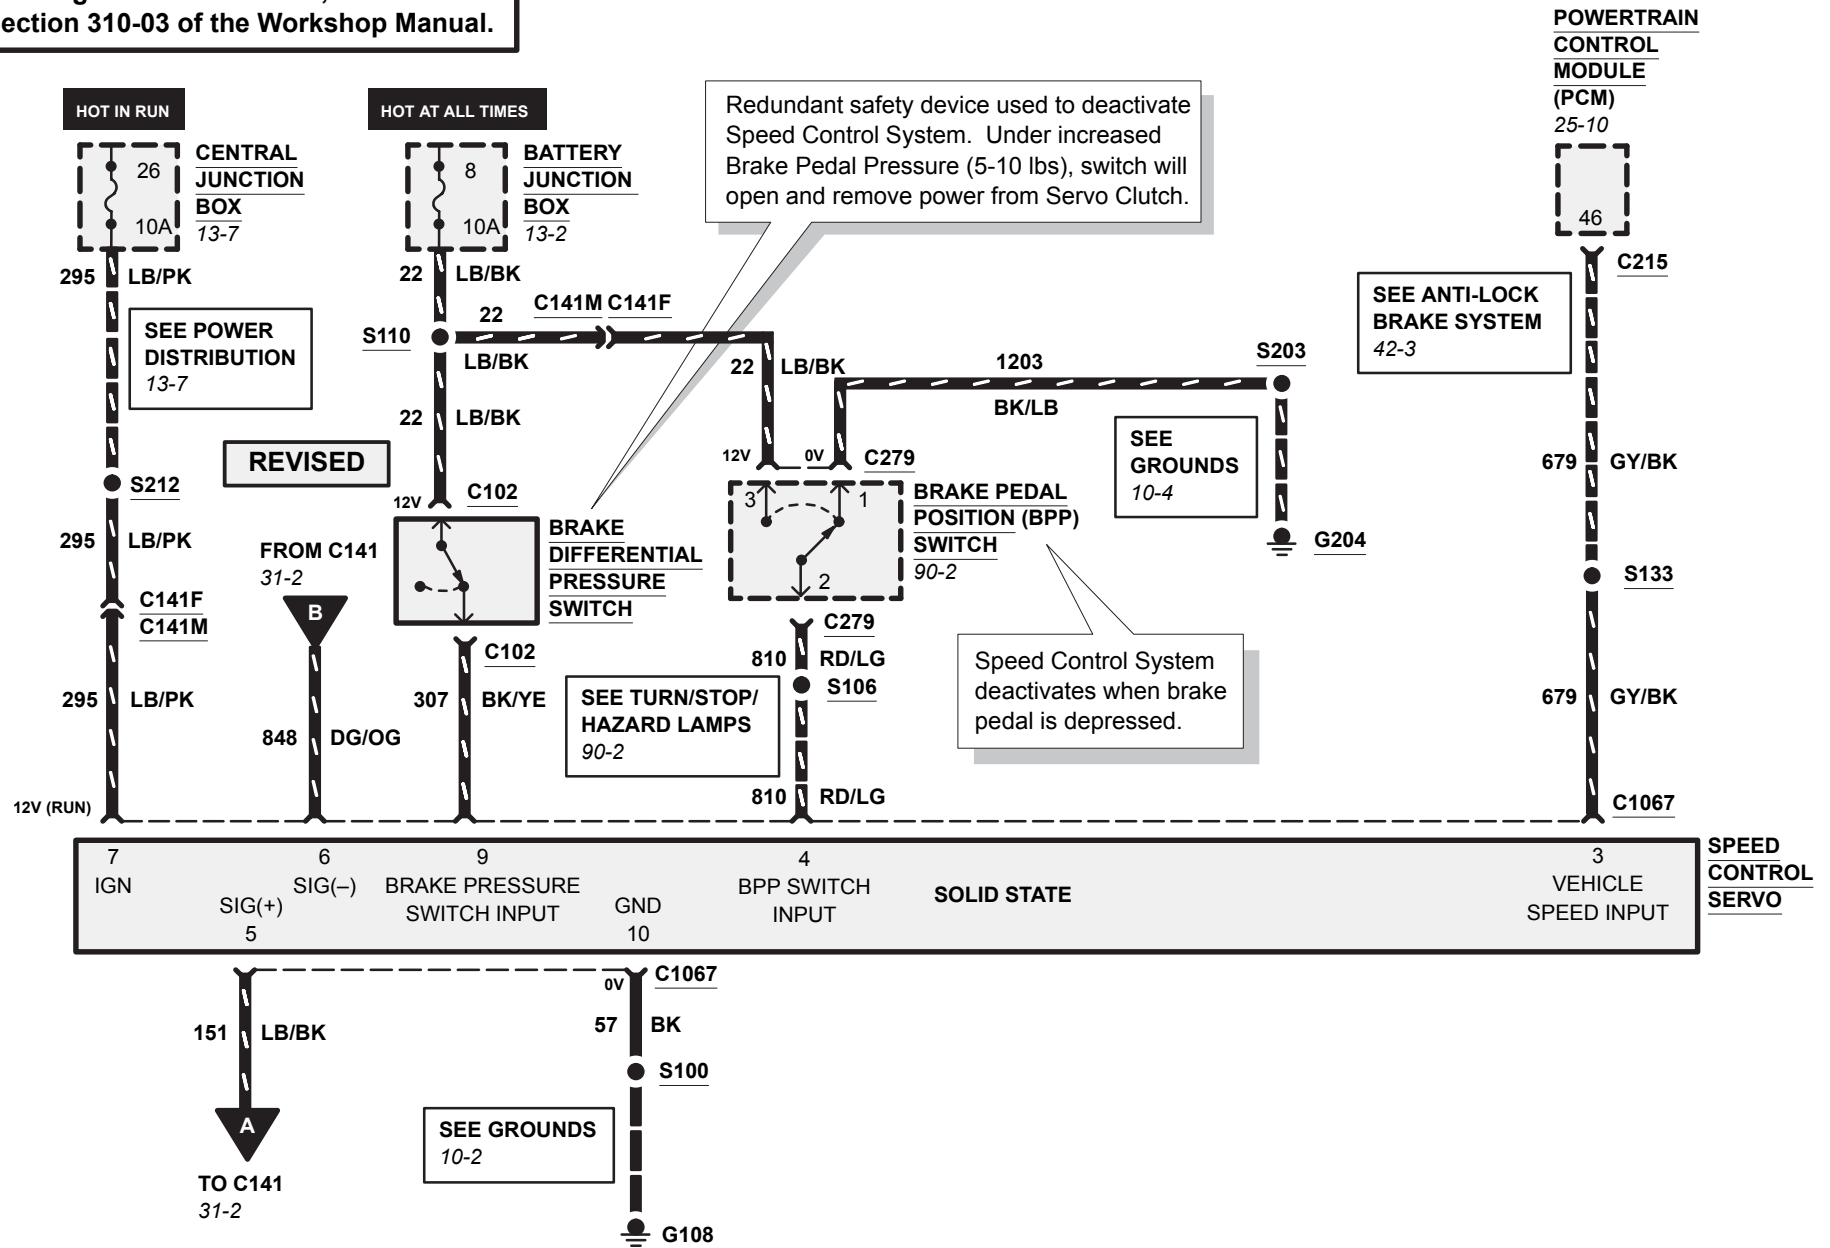 ection 310-03 of the Workshop Manual.
HOT IN RUN
26
10A
CENTRAL
JUNCTION
BOX
13-7
HOT AT ALL TIMES
8
10A
BATTERY
JUNCTION
BOX
13-2
Redundant safety device used to deactivate
Speed Control System. Under increased
Brake Pedal Pressure (5-10 lbs), switch will
open and remove power from Servo Clutch.
POWERTRAIN
CONTROL
MODULE
(PCM)
25-10
46
C215
295 LB/PK
SEE POWER
DISTRIBUTION
13-7
22 LB/BK
S110
22
LB/BK
C141M C141F
22 LB/BK
22 LB/BK
1203
BK/LB
S203
SEE
GROUNDS
10-4
G204
SEE ANTI-LOCK
BRAKE SYSTEM
42-3
679 GY/BK
S133
679 GY/BK
C1067
REVISED
S212
295 LB/PK
C141F
C141M
295 LB/PK
12V (RUN)
FROM C141
31-2
B
848 DG/OG
12V
C102
BRAKE
DIFFERENTIAL
PRESSURE
SWITCH
C102
307 BK/YE
12V 0V C279
3 1
2
BRAKE PEDAL
POSITION (BPP)
SWITCH
90-2
C279
810 RD/LG
S106
SEE TURN/STOP/
HAZARD LAMPS
90-2
810 RD/LG
Speed Control System
deactivates when brake
pedal is depressed.
7
IGN
SIG(+)
5
6
SIG(–)
9
BRAKE PRESSURE
SWITCH INPUT
GND
10
4
BPP SWITCH
INPUT
SOLID STATE
3
VEHICLE
SPEED INPUT
SPEED
CONTROL
SERVO
0V
C1067
151 LB/BK
A
TO C141
31-2
57 BK
S100
SEE GROUNDS
10-2
G108